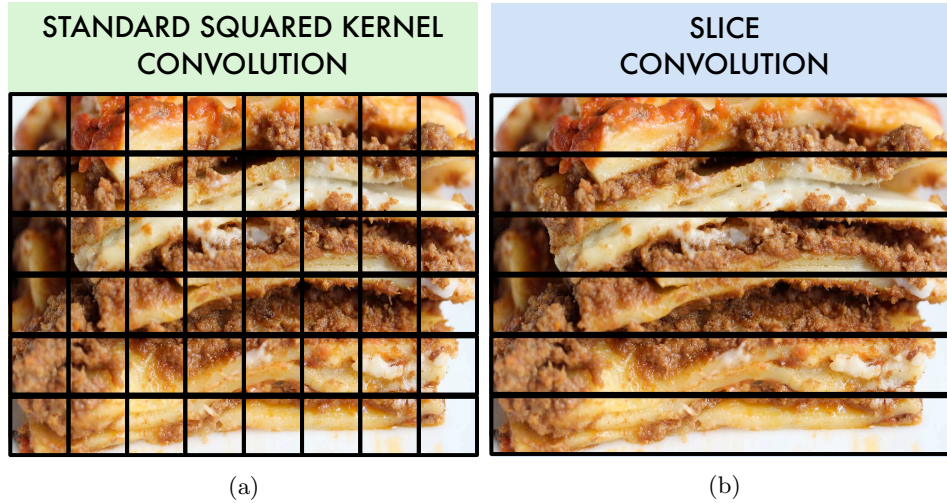 STANDARD SQUARED KERNEL
CONVOLUTION
SLICE
CONVOLUTION
(a)
(b)